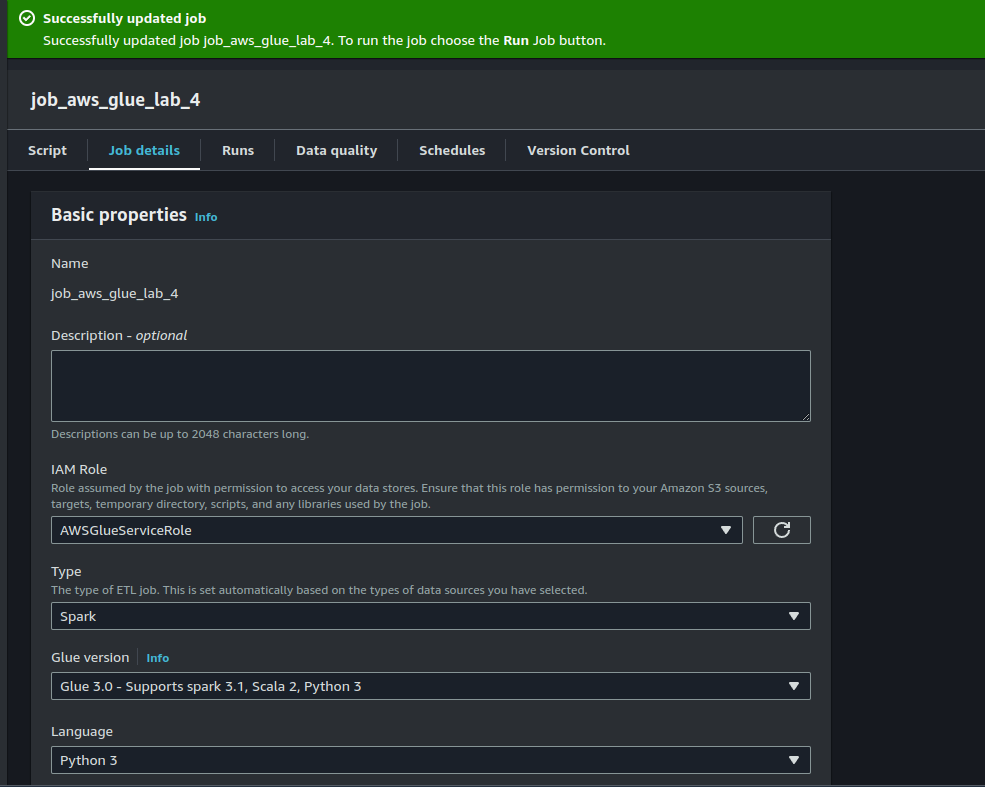 Successfully updated job
Successfully updated job job_aws_glue_lab_4. To run the job choose the Run Job button.
job_aws_glue_lab_4
Script
Job details
Runs
Data quality
Schedules
Version Control
Basic properties Info
Name
job_aws_glue_lab_4
Description - optional
Descriptions can be up to 2048 characters long.
IAM Role
Role assumed by the job with permission to access your data stores. Ensure that this role has permission to your Amazon S3 sources,
targets, temporary directory, scripts, and any libraries used by the job.
AWSGlueServiceRole
Type
The type of ETL job. This is set automatically based on the types of data sources you have selected.
Spark
Glue version Info
Glue 3.0 - Supports spark 3.1, Scala 2, Python 3
Language
Python 3